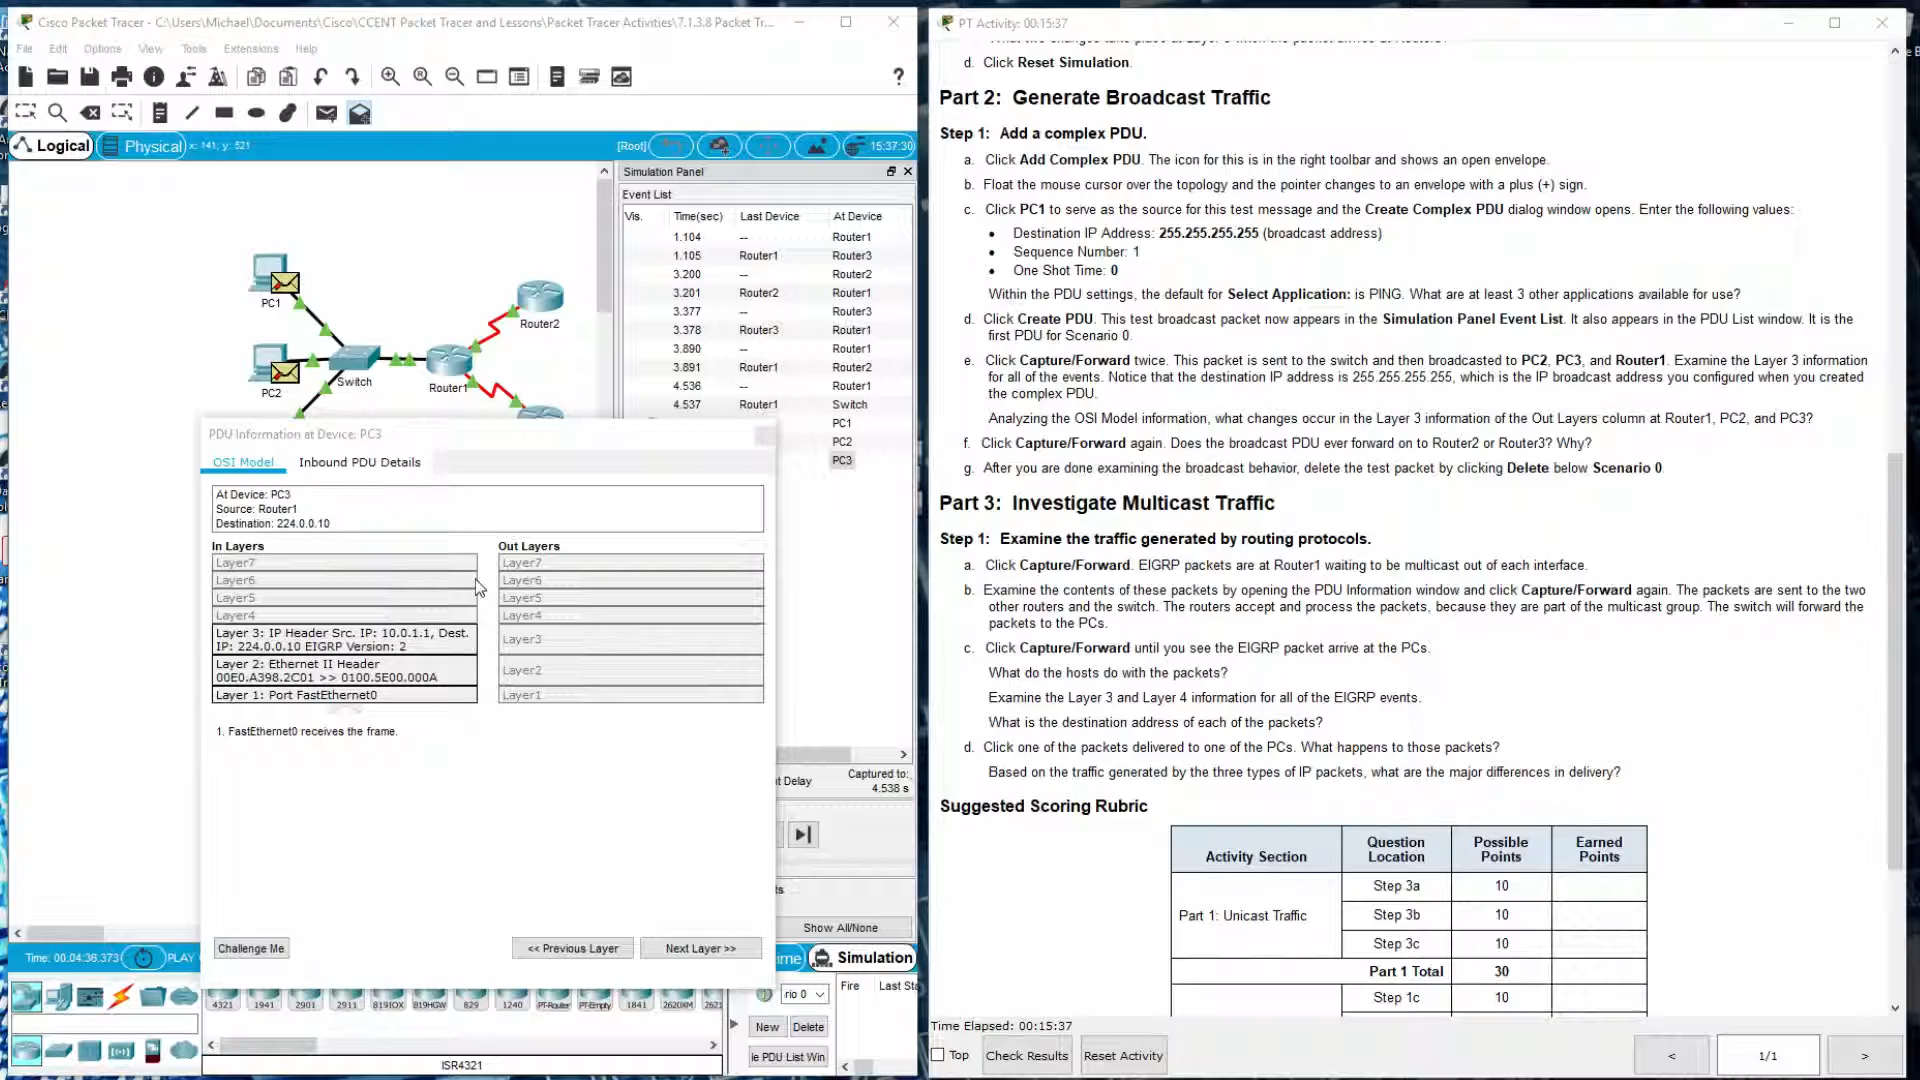 Cisco Packet Tracer - C:\Users\Michael\Documents\Cisco\CCENT Packet Tracer and Lessons\Packet Tracer Activities\7.1.3.8 Packet Tr...
File Edit Options View Tools Extensions Help
?
Logical
Physical
x: 141, y: 521
[Root]
15:37:30
Simulation Panel
Event List
Vis. Time(sec) Last Device At Device
1.104 -- Router1
1.105 Router1 Router3
3.200 -- Router2
3.201 Router2 Router1
3.377 -- Router3
3.378 Router3 Router1
3.890 -- Router1
3.891 Router1 Router2
4.536 -- Router1
4.537 Router1 Switch
PC1
PC2
PC3
PC1
PC2
Switch
Router1
Router2
PDU Information at Device: PC3
OSI Model
Inbound PDU Details
At Device: PC3
Source: Router1
Destination: 224.0.0.10
In Layers
Layer7
Layer6
Layer5
Layer4
Layer 3: IP Header Src. IP: 10.0.1.1, Dest.
IP: 224.0.0.10 EIGRP Version: 2
Layer 2: Ethernet II Header
00E0.A398.2C01 >> 0100.5E00.000A
Layer 1: Port FastEthernet0
Out Layers
Layer7
Layer6
Layer5
Layer4
Layer3
Layer2
Layer1
1. FastEthernet0 receives the frame.
Challenge Me
<< Previous Layer
Next Layer >>
Delay
Captured to:
4.538 s
Show All/None
Time: 00:04:36.373
PLAY
Simulation
4321 1941 2901 2911 819IOX 819HGW 829 1240 PT-Router PT-Empty 1841 2620XM 2621
ISR4321
rio 0
Fire
Last Sta
New
Delete
le PDU List Win
PT Activity: 00:15:37
d. Click Reset Simulation.
Part 2: Generate Broadcast Traffic
Step 1: Add a complex PDU.
a. Click Add Complex PDU. The icon for this is in the right toolbar and shows an open envelope.
b. Float the mouse cursor over the topology and the pointer changes to an envelope with a plus (+) sign.
c. Click PC1 to serve as the source for this test message and the Create Complex PDU dialog window opens. Enter the following values:
• Destination IP Address: 255.255.255.255 (broadcast address)
• Sequence Number: 1
• One Shot Time: 0
Within the PDU settings, the default for Select Application: is PING. What are at least 3 other applications available for use?
d. Click Create PDU. This test broadcast packet now appears in the Simulation Panel Event List. It also appears in the PDU List window. It is the
first PDU for Scenario 0.
e. Click Capture/Forward twice. This packet is sent to the switch and then broadcasted to PC2, PC3, and Router1. Examine the Layer 3 information
for all of the events. Notice that the destination IP address is 255.255.255.255, which is the IP broadcast address you configured when you created
the complex PDU.
Analyzing the OSI Model information, what changes occur in the Layer 3 information of the Out Layers column at Router1, PC2, and PC3?
f. Click Capture/Forward again. Does the broadcast PDU ever forward on to Router2 or Router3? Why?
g. After you are done examining the broadcast behavior, delete the test packet by clicking Delete below Scenario 0.
Part 3: Investigate Multicast Traffic
Step 1: Examine the traffic generated by routing protocols.
a. Click Capture/Forward. EIGRP packets are at Router1 waiting to be multicast out of each interface.
b. Examine the contents of these packets by opening the PDU Information window and click Capture/Forward again. The packets are sent to the two
other routers and the switch. The routers accept and process the packets, because they are part of the multicast group. The switch will forward the
packets to the PCs.
c. Click Capture/Forward until you see the EIGRP packet arrive at the PCs.
What do the hosts do with the packets?
Examine the Layer 3 and Layer 4 information for all of the EIGRP events.
What is the destination address of each of the packets?
d. Click one of the packets delivered to one of the PCs. What happens to those packets?
Based on the traffic generated by the three types of IP packets, what are the major differences in delivery?
Suggested Scoring Rubric
Activity Section
Question Location
Possible Points
Earned Points
Part 1: Unicast Traffic
Step 3a 10
Step 3b 10
Step 3c 10
Part 1 Total 30
Step 1c 10
Time Elapsed: 00:15:37
Top
Check Results
Reset Activity
<
1/1
>